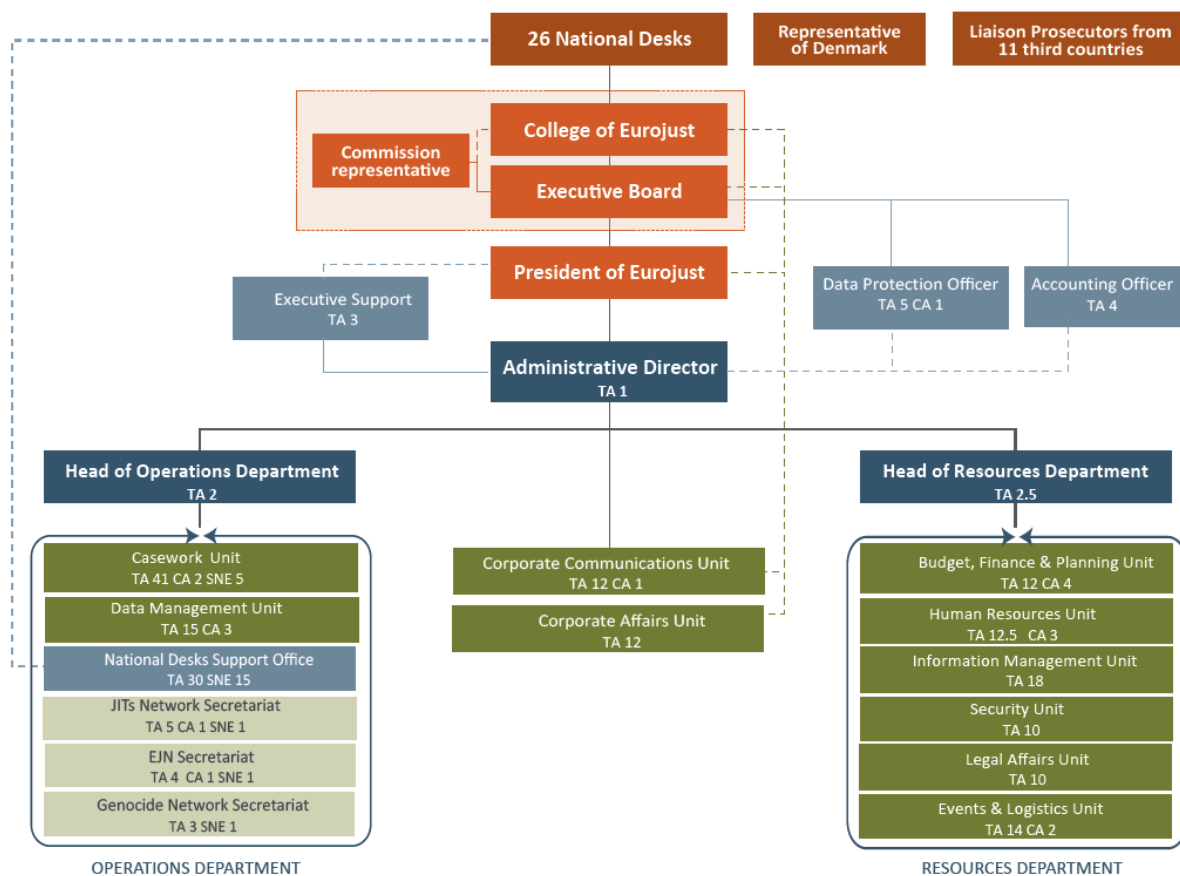 26 National Desks
Representative
of Denmark
Liaison Prosecutors from
11 third countries
College of Eurojust
Commission
representative
Executive Board
President of Eurojust
Executive Support
TA 3
Data Protection Officer
TA 5 CA 1
Accounting Officer
TA 4
Administrative Director
TA 1
Head of Operations Department
TA 2
Head of Resources Department
TA 2.5
Casework Unit
TA 41 CA 2 SNE 5
Data Management Unit
TA 15 CA 3
National Desks Support Office
TA 30 SNE 15
JITs Network Secretariat
TA 5 CA 1 SNE 1
EJN Secretariat
TA 4 CA 1 SNE 1
Genocide Network Secretariat
TA 3 SNE 1
OPERATIONS DEPARTMENT
Corporate Communications Unit
TA 12 CA 1
Corporate Affairs Unit
TA 12
Budget, Finance & Planning Unit
TA 12 CA 4
Human Resources Unit
TA 12.5 CA 3
Information Management Unit
TA 18
Security Unit
TA 10
Legal Affairs Unit
TA 10
Events & Logistics Unit
TA 14 CA 2
RESOURCES DEPARTMENT